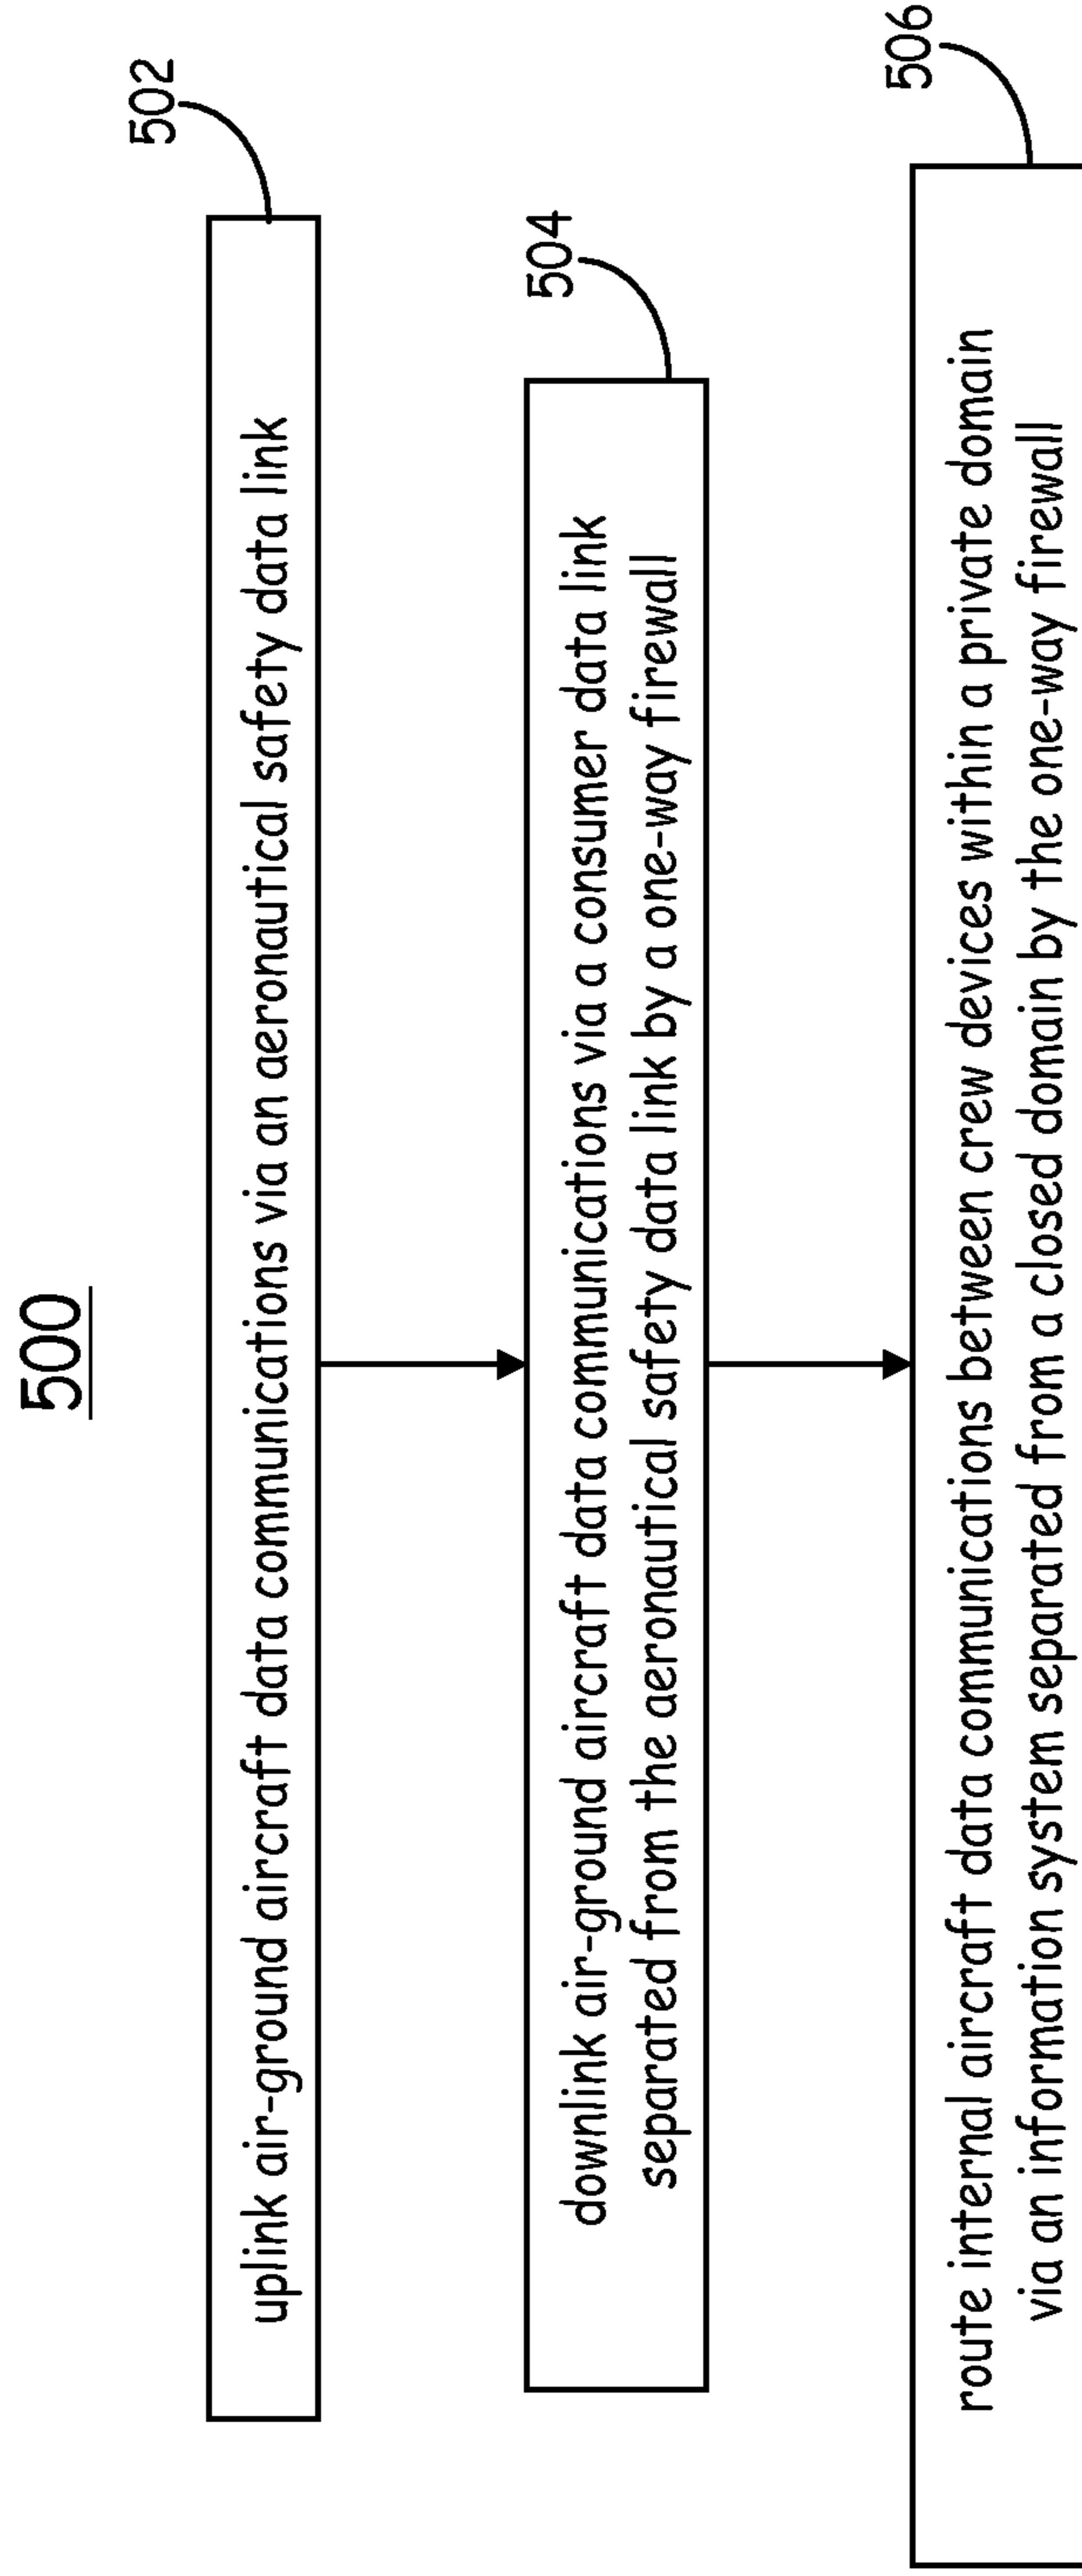 500
502
uplink air-ground aircraft data communications via an aeronautical safety data link
504
downlink air-ground aircraft data communications via a consumer data link
separated from the aeronautical safety data link by a one-way firewall
506
route internal aircraft data communications between crew devices within a private domain
via an information system separated from a closed domain by the one-way firewall